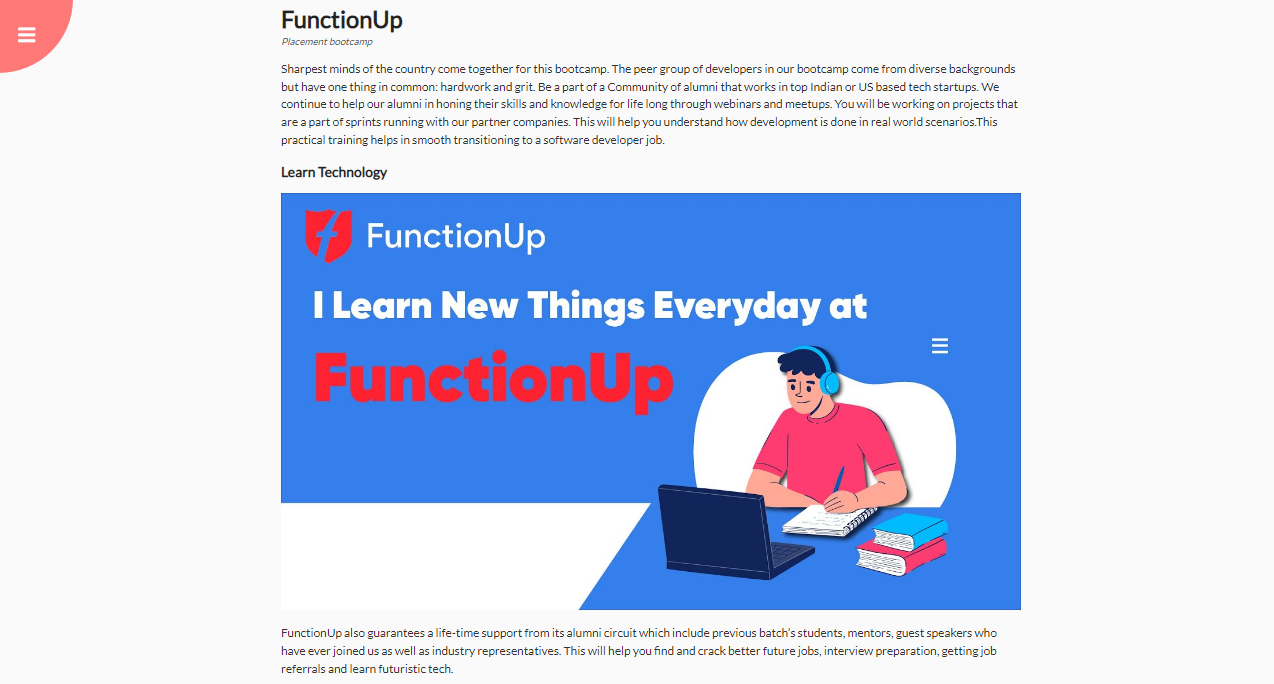 FunctionUp
Placement bootcamp
Sharpest minds of the country come together for this bootcamp. The peer group of developers in our bootcamp come from diverse backgrounds
but have one thing in common: hardwork and grit. Be a part of a Community of alumni that works in top Indian or US based tech startups. We
continue to help our alumni in honing their skills and knowledge for life long through webinars and meetups. You will be working on projects that
are a part of sprints running with our partner companies. This will help you understand how development is done in real world scenarios.This
practical training helps in smooth transitioning to a software developer job.
Learn Technology
FunctionUp
I Learn New Things Everyday at
FunctionUp
FunctionUp also guarantees a life-time support from its alumni circuit which include previous batch’s students, mentors, guest speakers who
have ever joined us as well as industry representatives. This will help you find and crack better future jobs, interview preparation, getting job
referrals and learn futuristic tech.